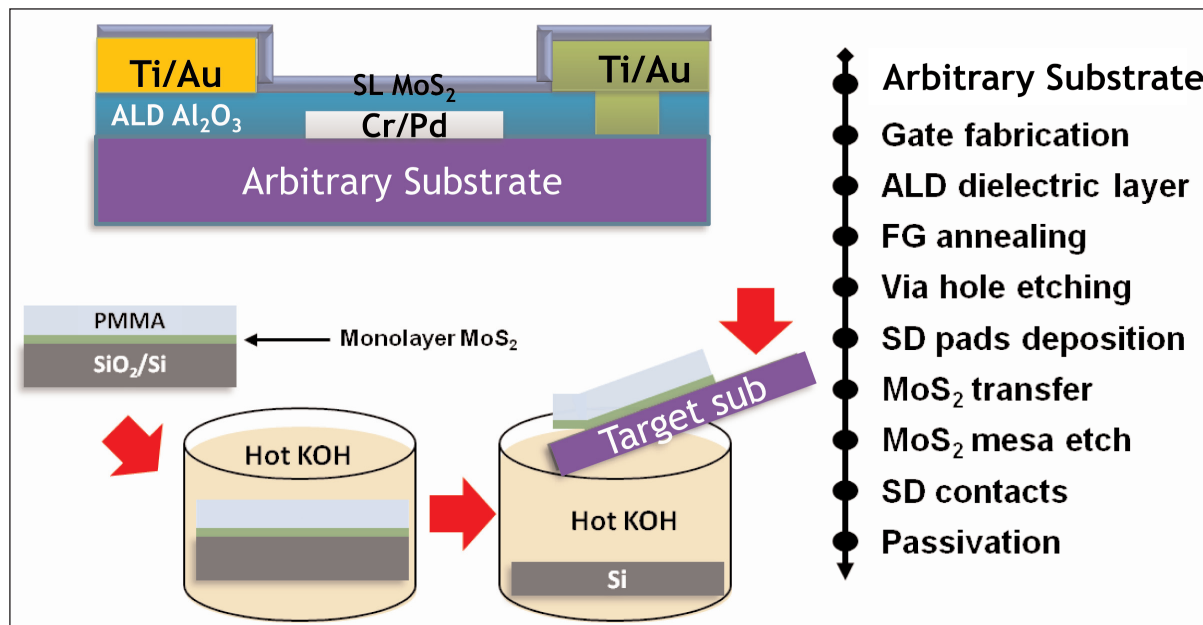 Ti/Au
Ti/Au
SL MoS₂
ALD Al₂O₃
Cr/Pd
Arbitrary Substrate
PMMA
SiO₂/Si
Monolayer MoS₂
Hot KOH
Target sub
Hot KOH
Si
Arbitrary Substrate
Gate fabrication
ALD dielectric layer
FG annealing
Via hole etching
SD pads deposition
MoS₂ transfer
MoS₂ mesa etch
SD contacts
Passivation